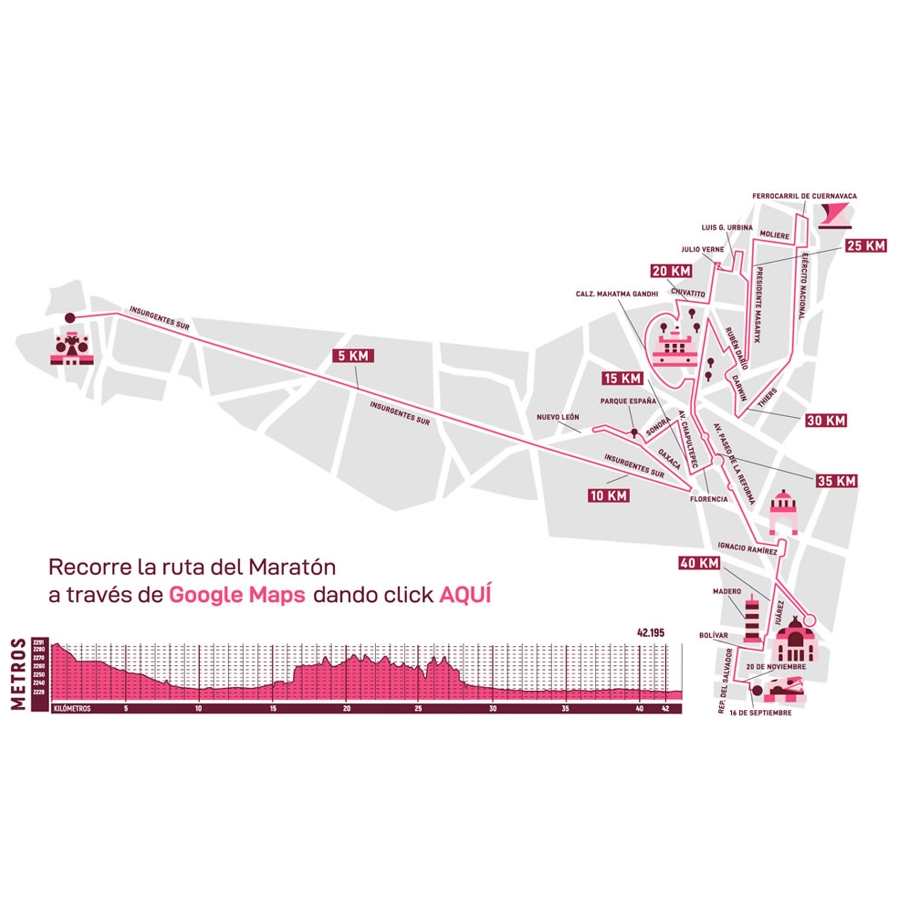 FERROCARRIL DE CUERNAVACA
LUIS G. URBINA
MOLIERE
25 KM
JULIO VERNE
20 KM
CHIVATITO
CALZ. MAHATMA GANDHI
PRESIDENTE MASARYK
EJÉRCITO NACIONAL
INSURGENTES SUR
RUBÉN DARÍO
5 KM
15 KM
DARWIN
THIERS
PARQUE ESPAÑA
INSURGENTES SUR
NUEVO LEÓN
SONORA
AV. CHAPULTEPEC
AV. PASEO DE LA REFORMA
30 KM
OAXACA
INSURGENTES SUR
35 KM
10 KM
FLORENCIA
IGNACIO RAMÍREZ
40 KM
MADERO
JUÁREZ
BOLÍVAR
20 DE NOVIEMBRE
REP. DEL SALVADOR
16 DE SEPTIEMBRE
Recorre la ruta del Maratón
a través de Google Maps dando click AQUÍ
42.195
METROS
2291
2280
2270
2260
2250
2240
2225
KILÓMETROS 5 10 15 20 25 30 35 40 42